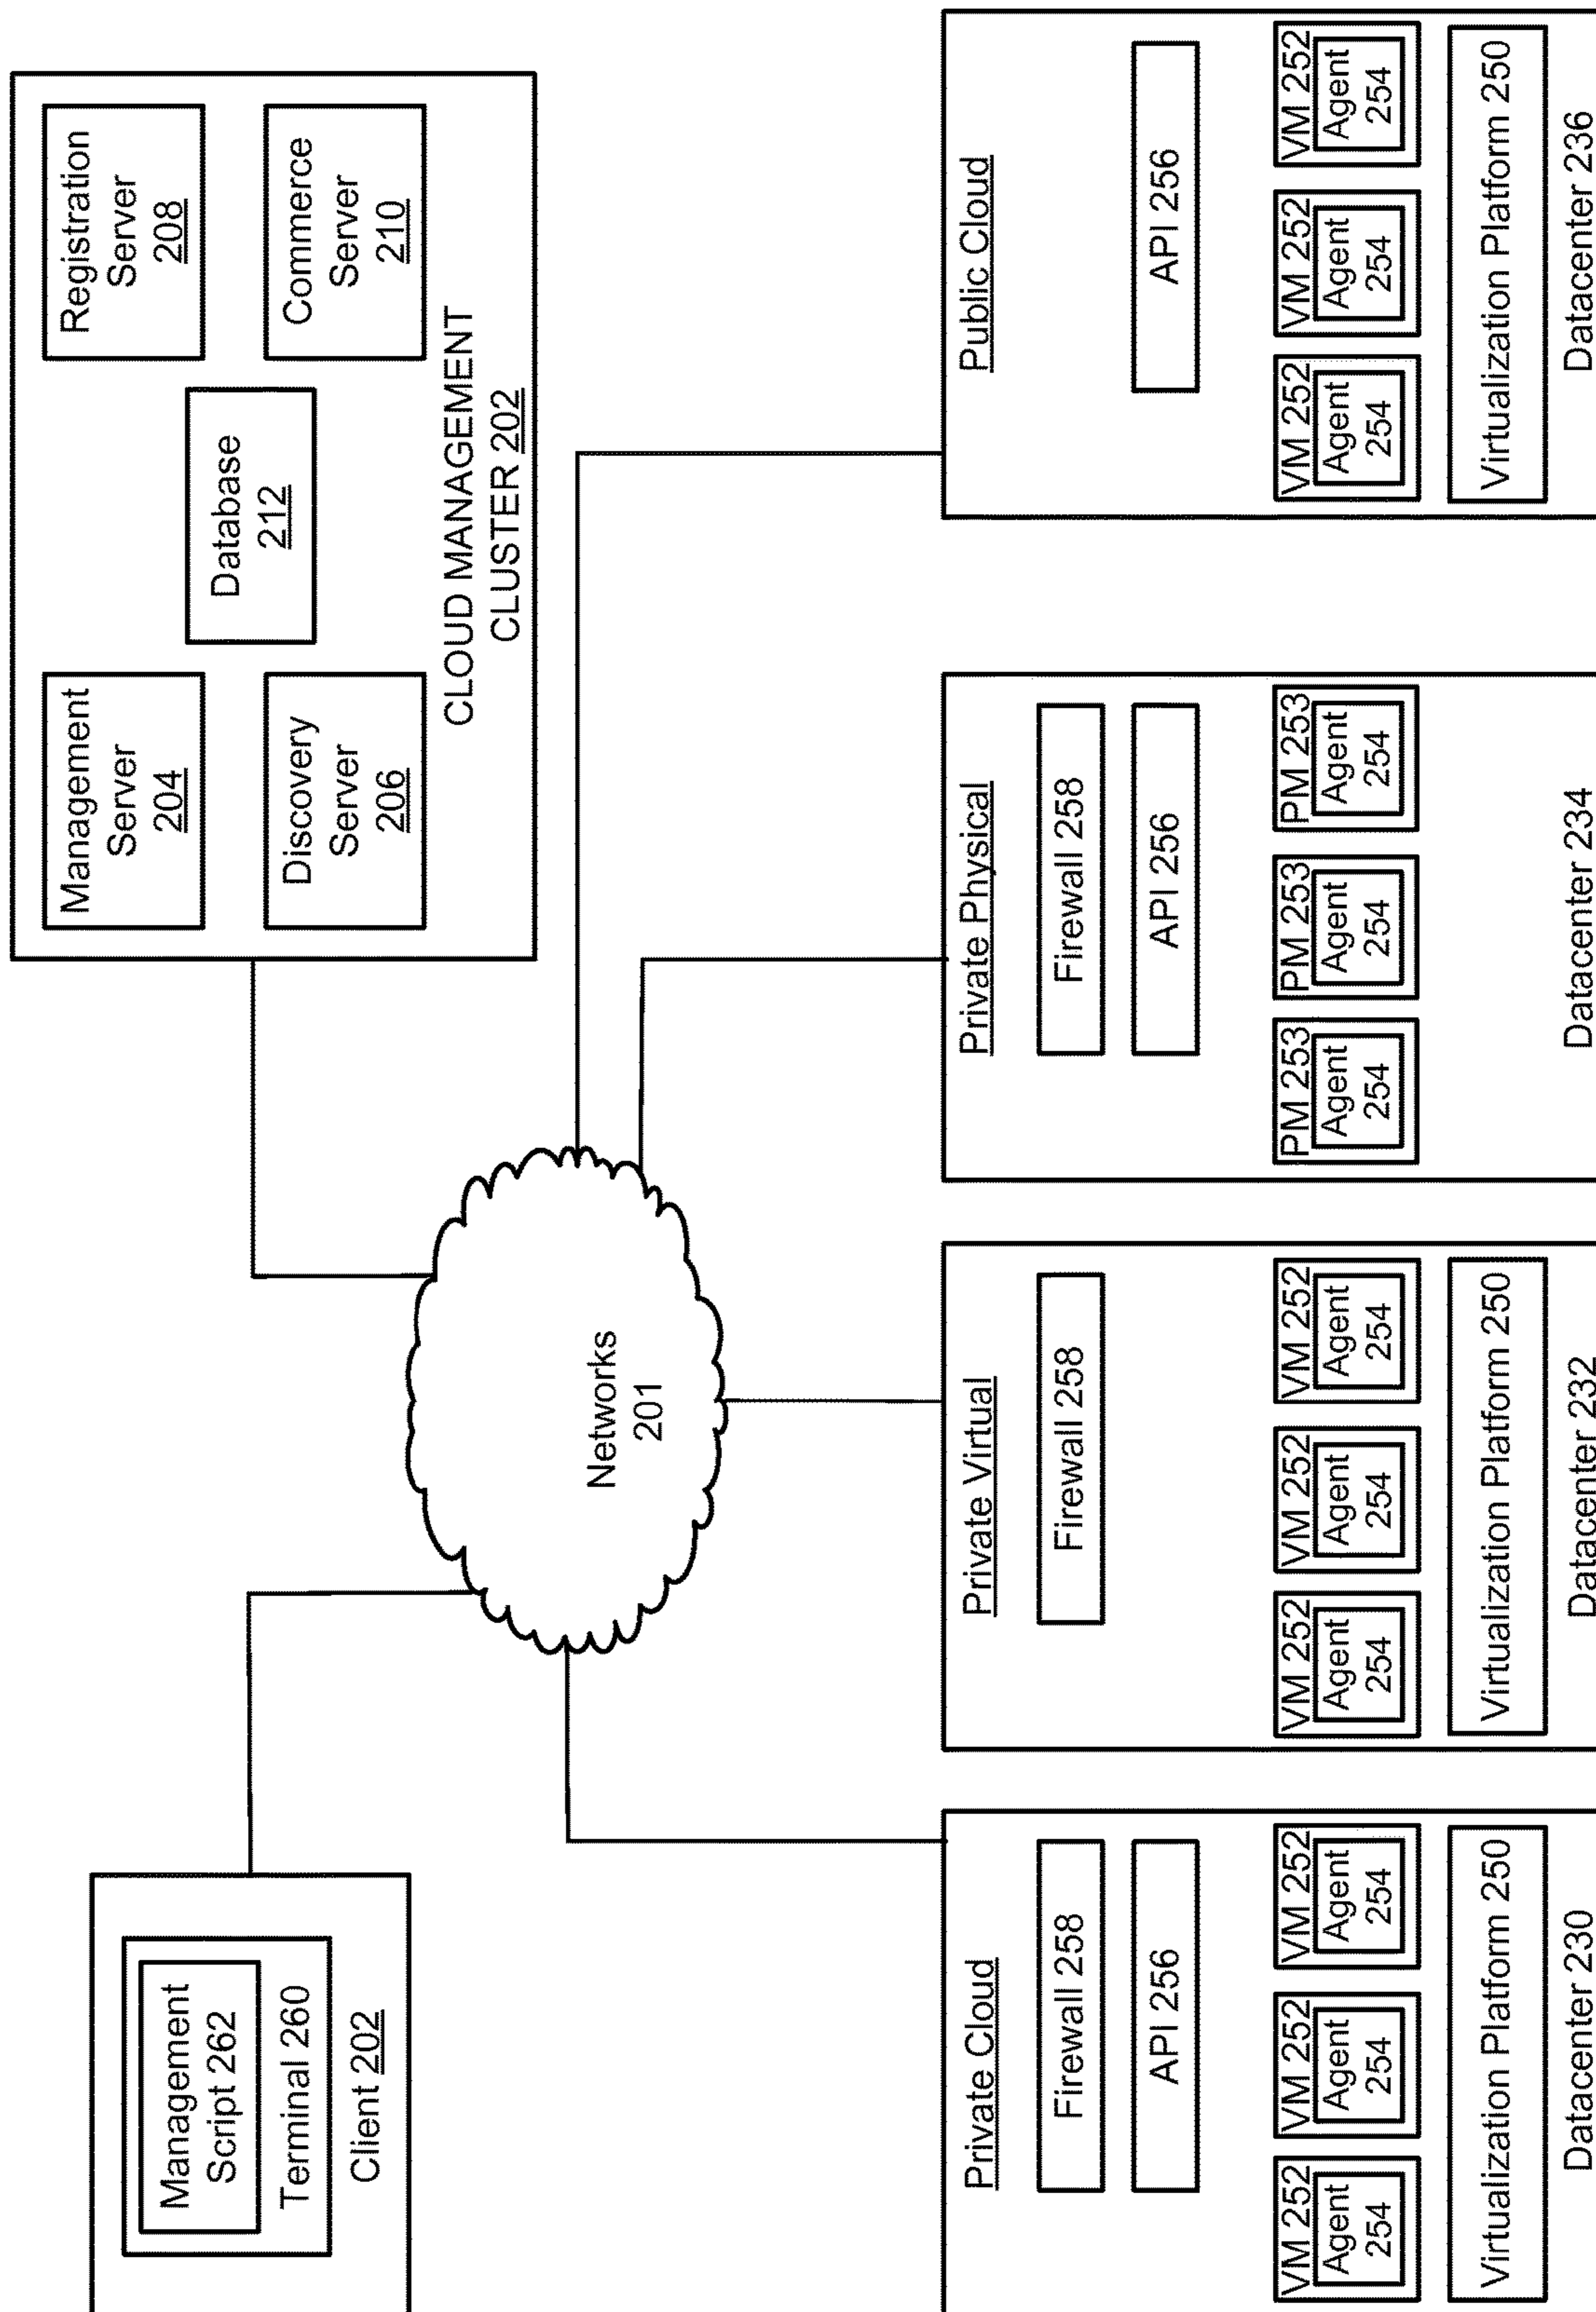 Management
Script 262
Terminal 260
Client 202
Management
Server
204
Registration
Server
208
Database
212
Discovery
Server
206
Commerce
Server
210
CLOUD MANAGEMENT
CLUSTER 202
Networks
201
Private Cloud
Firewall 258
API 256
VM 252
Agent
254
VM 252
Agent
254
VM 252
Agent
254
Virtualization Platform 250
Datacenter 230
Private Virtual
Firewall 258
VM 252
Agent
254
VM 252
Agent
254
VM 252
Agent
254
Virtualization Platform 250
Datacenter 232
Private Physical
Firewall 258
API 256
PM 253
Agent
254
PM 253
Agent
254
PM 253
Agent
254
Datacenter 234
Public Cloud
API 256
VM 252
Agent
254
VM 252
Agent
254
VM 252
Agent
254
Virtualization Platform 250
Datacenter 236